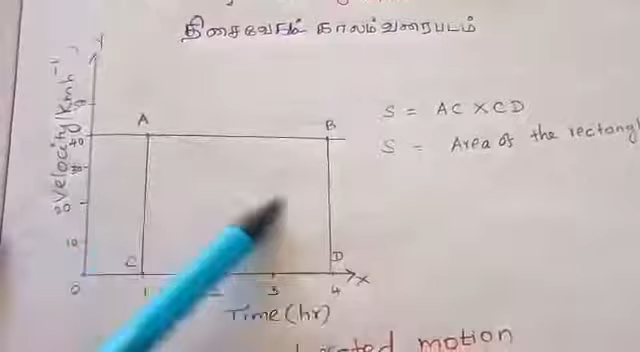 திசைவேகம் காலம் வரைபடம்
Y
Velocity (Kmh⁻¹)
A
B
40
30
20
10
C
D
0
1
3
4
X
Time (hr)
S = AC X CD
S = Area of the rectangl
motion